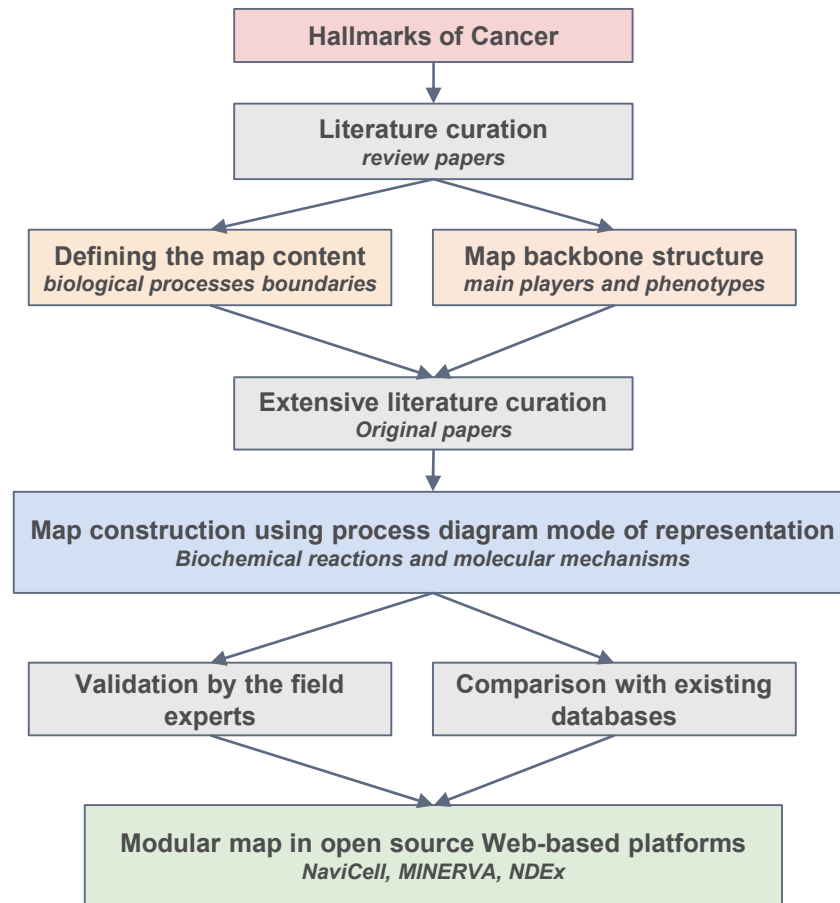 Hallmarks of Cancer
Literature curation
review papers
Defining the map content
biological processes boundaries
Map backbone structure
main players and phenotypes
Extensive literature curation
Original papers
Map construction using process diagram mode of representation
Biochemical reactions and molecular mechanisms
Validation by the field
experts
Comparison with existing
databases
Modular map in open source Web-based platforms
NaviCell, MINERVA, NDEx